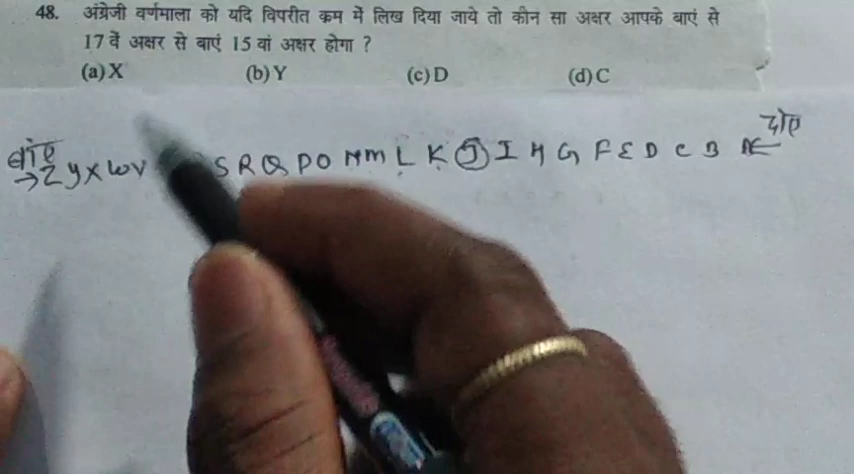 48. अंग्रेजी वर्णमाला को यदि विपरीत क्रम में लिख दिया जाये तो कौन सा अक्षर आपके बाएं से
17 वें अक्षर से बाएं 15 वां अक्षर होगा ?
(a) X (b) Y (c) D (d) C
दांए
बांए
→ Z Y X W V S R Q P O N M L K J I H G F E D C B A ←